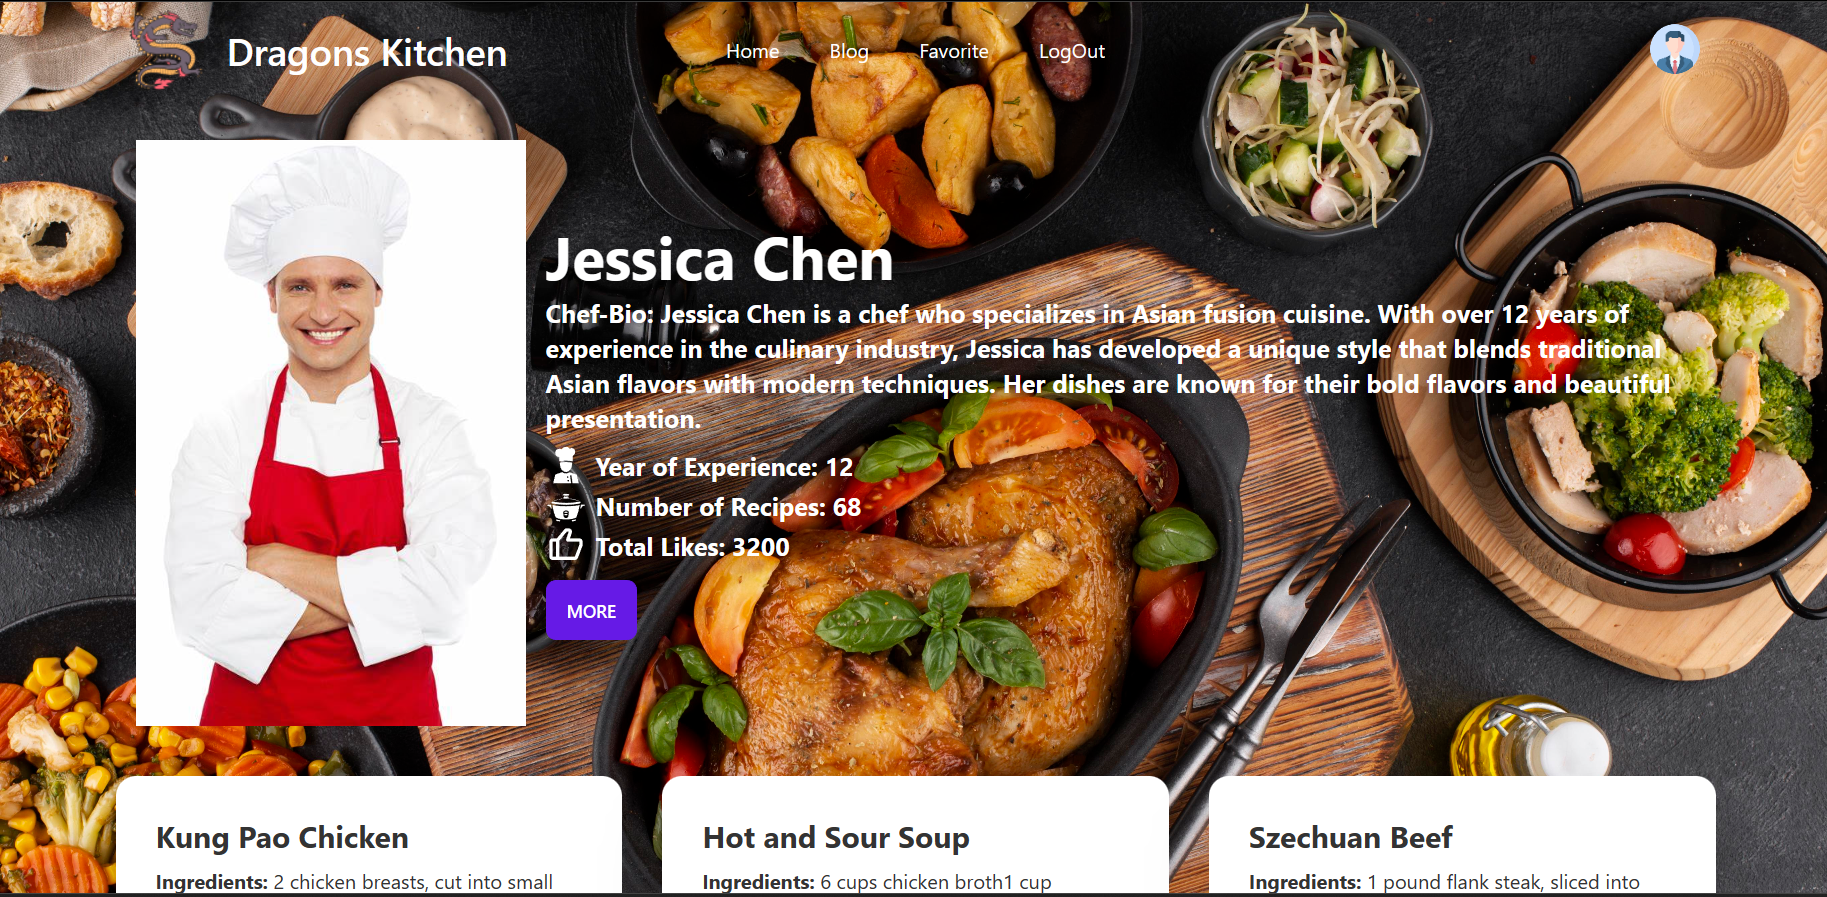 Dragons Kitchen
Home Blog Favorite LogOut
Jessica Chen
Chef-Bio: Jessica Chen is a chef who specializes in Asian fusion cuisine. With over 12 years of
experience in the culinary industry, Jessica has developed a unique style that blends traditional
Asian flavors with modern techniques. Her dishes are known for their bold flavors and beautiful
presentation.
Year of Experience: 12
Number of Recipes: 68
Total Likes: 3200
MORE
Kung Pao Chicken
Ingredients: 2 chicken breasts, cut into small
Hot and Sour Soup
Ingredients: 6 cups chicken broth1 cup
Szechuan Beef
Ingredients: 1 pound flank steak, sliced into